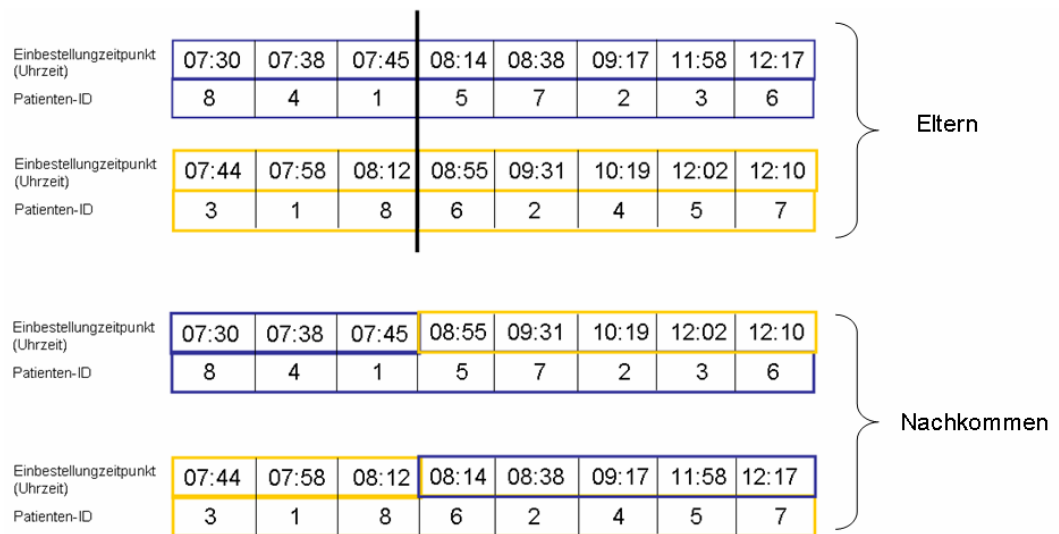 Einbestellungzeitpunkt
(Uhrzeit)
07:30 07:38 07:45 08:14 08:38 09:17 11:58 12:17
Patienten-ID
8 4 1 5 7 2 3 6
Eltern
Einbestellungzeitpunkt
(Uhrzeit)
07:44 07:58 08:12 08:55 09:31 10:19 12:02 12:10
Patienten-ID
3 1 8 6 2 4 5 7
Einbestellungzeitpunkt
(Uhrzeit)
07:30 07:38 07:45 08:55 09:31 10:19 12:02 12:10
Patienten-ID
8 4 1 5 7 2 3 6
Nachkommen
Einbestellungzeitpunkt
(Uhrzeit)
07:44 07:58 08:12 08:14 08:38 09:17 11:58 12:17
Patienten-ID
3 1 8 6 2 4 5 7